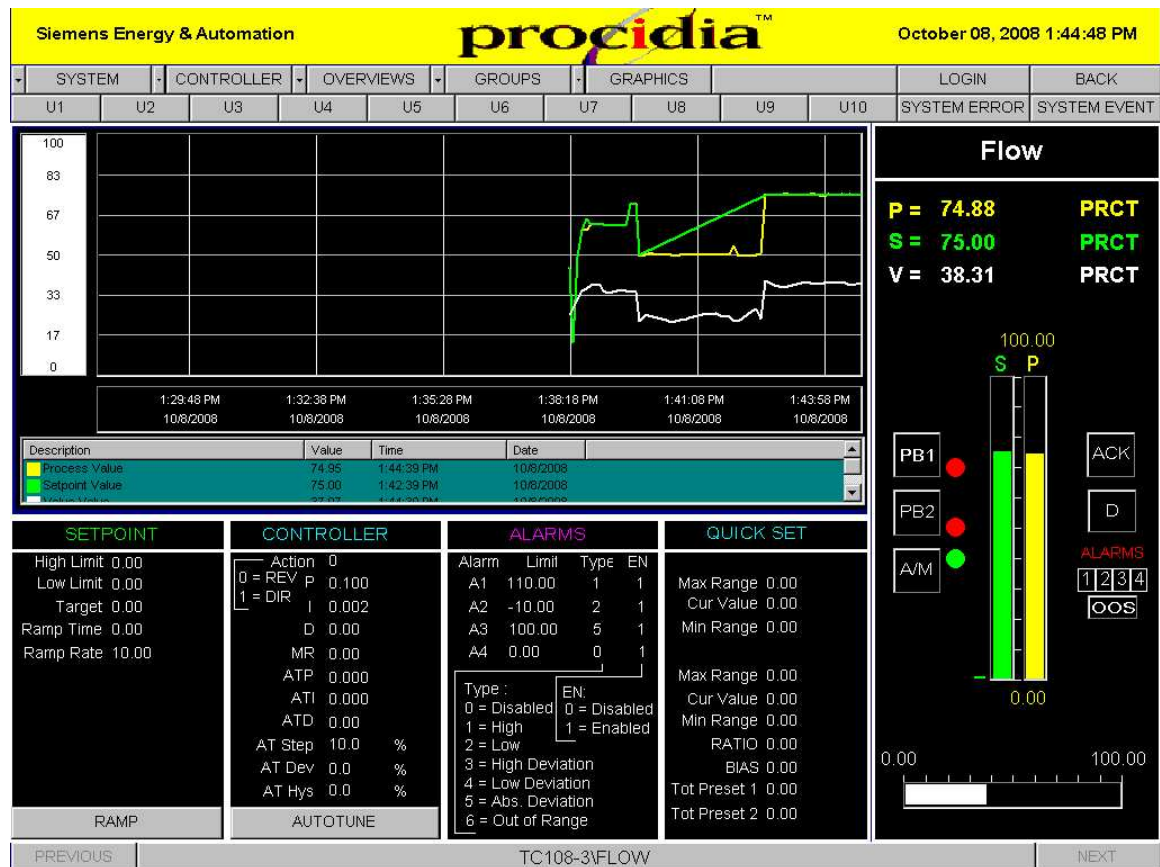 Siemens Energy & Automation
procidia™
October 08, 2008 1:44:48 PM
SYSTEM CONTROLLER OVERVIEWS GROUPS GRAPHICS LOGIN BACK
U1 U2 U3 U4 U5 U6 U7 U8 U9 U10 SYSTEM ERROR SYSTEM EVENT
100
83
67
50
33
17
0
1:29:48 PM 1:32:38 PM 1:35:28 PM 1:38:18 PM 1:41:08 PM 1:43:58 PM
10/8/2008 10/8/2008 10/8/2008 10/8/2008 10/8/2008 10/8/2008
Description Value Time Date
Process Value 74.95 1:44:39 PM 10/8/2008
Setpoint Value 75.00 1:42:39 PM 10/8/2008
Flow
P = 74.88 PRCT
S = 75.00 PRCT
V = 38.31 PRCT
100.00
S P
PB1 ACK
PB2 D
A/M
ALARMS
1 2 3 4
OOS
0.00
0.00 100.00
SETPOINT
High Limit 0.00
Low Limit 0.00
Target 0.00
Ramp Time 0.00
Ramp Rate 10.00
RAMP
CONTROLLER
Action 0
0 = REV
1 = DIR
P 0.100
I 0.002
D 0.00
MR 0.00
ATP 0.000
ATI 0.000
ATD 0.00
AT Step 10.0 %
AT Dev 0.0 %
AT Hys 0.0 %
AUTOTUNE
ALARMS
Alarm Limit Type EN
A1 110.00 1 1
A2 -10.00 2 1
A3 100.00 5 1
A4 0.00 0 1
Type :
0 = Disabled
1 = High
2 = Low
3 = High Deviation
4 = Low Deviation
5 = Abs. Deviation
6 = Out of Range
EN:
0 = Disabled
1 = Enabled
QUICK SET
Max Range 0.00
Cur Value 0.00
Min Range 0.00
Max Range 0.00
Cur Value 0.00
Min Range 0.00
RATIO 0.00
BIAS 0.00
Tot Preset 1 0.00
Tot Preset 2 0.00
PREVIOUS TC108-3\FLOW NEXT